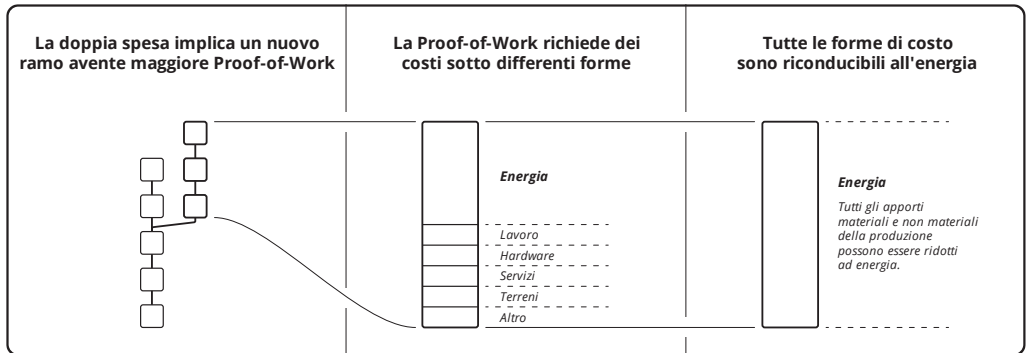 La doppia spesa implica un nuovo
ramo avente maggiore Proof-of-Work
La Proof-of-Work richiede dei
costi sotto differenti forme
Energia
Lavoro
Hardware
Servizi
Terreni
Altro
Tutte le forme di costo
sono riconducibili all'energia
Energia
Tutti gli apporti
materiali e non materiali
della produzione
possono essere ridotti
ad energia.